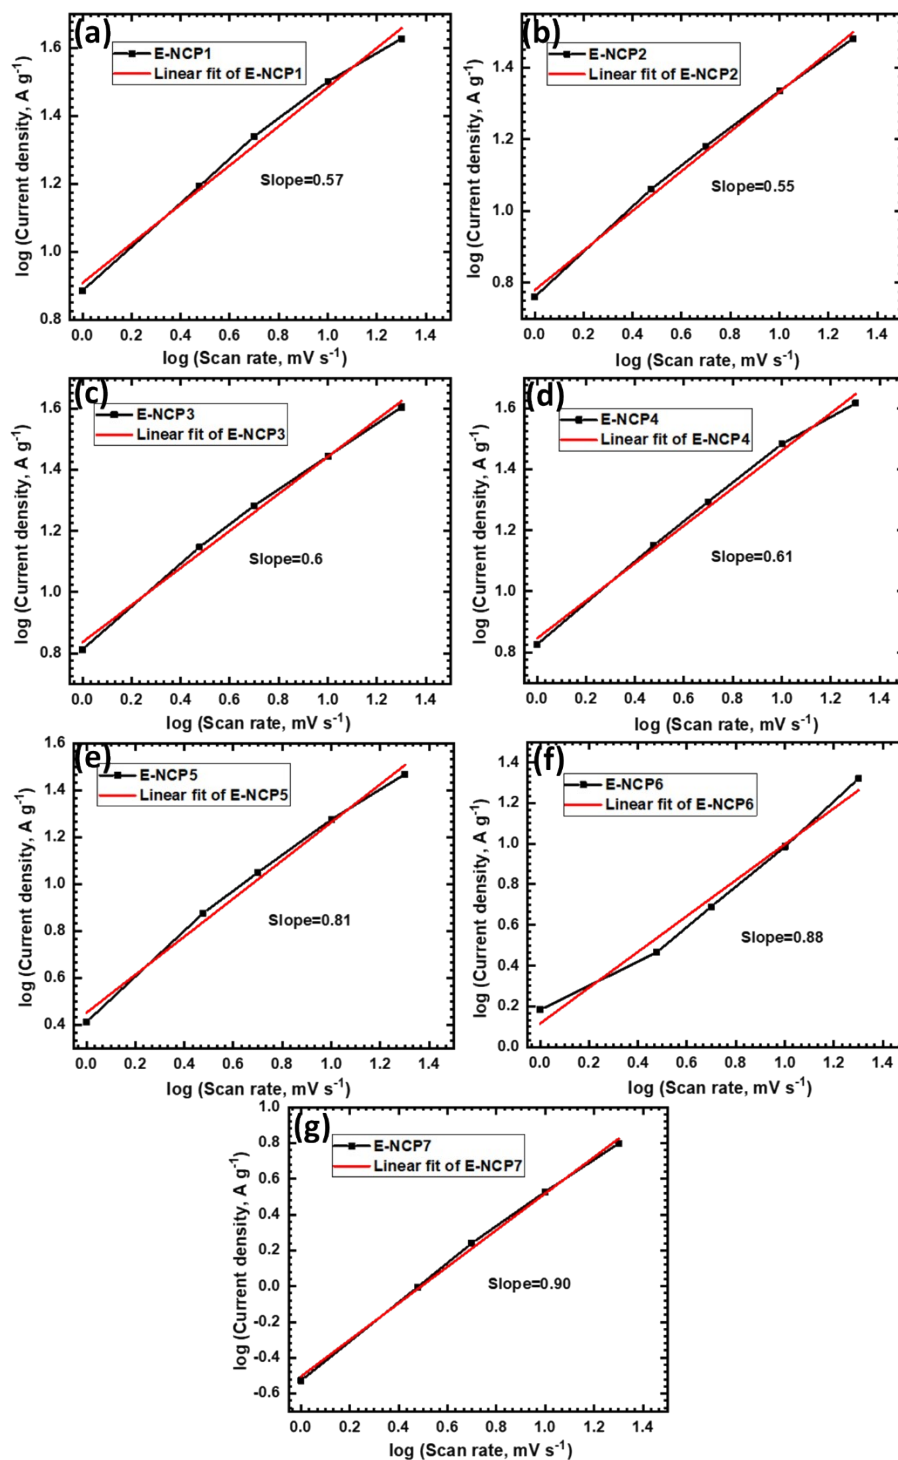 (a)
E-NCP1
Linear fit of E-NCP1
Slope=0.57
log (Current density, A g⁻¹)
1.6
1.4
1.2
1.0
0.8
0.0 0.2 0.4 0.6 0.8 1.0 1.2 1.4
log (Scan rate, mV s⁻¹)
(b)
E-NCP2
Linear fit of E-NCP2
Slope=0.55
log (Current density, A g⁻¹)
1.4
1.2
1.0
0.8
0.0 0.2 0.4 0.6 0.8 1.0 1.2 1.4
log (Scan rate, mV s⁻¹)
(c)
E-NCP3
Linear fit of E-NCP3
Slope=0.6
log (Current density, A g⁻¹)
1.6
1.4
1.2
1.0
0.8
0.0 0.2 0.4 0.6 0.8 1.0 1.2 1.4
log (Scan rate, mV s⁻¹)
(d)
E-NCP4
Linear fit of E-NCP4
Slope=0.61
log (Current density, A g⁻¹)
1.6
1.4
1.2
1.0
0.8
0.0 0.2 0.4 0.6 0.8 1.0 1.2 1.4
log (Scan rate, mV s⁻¹)
(e)
E-NCP5
Linear fit of E-NCP5
Slope=0.81
log (Current density, A g⁻¹)
1.6
1.4
1.2
1.0
0.8
0.6
0.4
0.0 0.2 0.4 0.6 0.8 1.0 1.2 1.4
log (Scan rate, mV s⁻¹)
(f)
E-NCP6
Linear fit of E-NCP6
Slope=0.88
log (Current density, A g⁻¹)
1.4
1.2
1.0
0.8
0.6
0.4
0.2
0.0
0.0 0.2 0.4 0.6 0.8 1.0 1.2 1.4
log (Scan rate, mV s⁻¹)
(g)
E-NCP7
Linear fit of E-NCP7
Slope=0.90
log (Current density, A g⁻¹)
1.0
0.8
0.6
0.4
0.2
0.0
-0.2
-0.4
-0.6
0.0 0.2 0.4 0.6 0.8 1.0 1.2 1.4
log (Scan rate, mV s⁻¹)